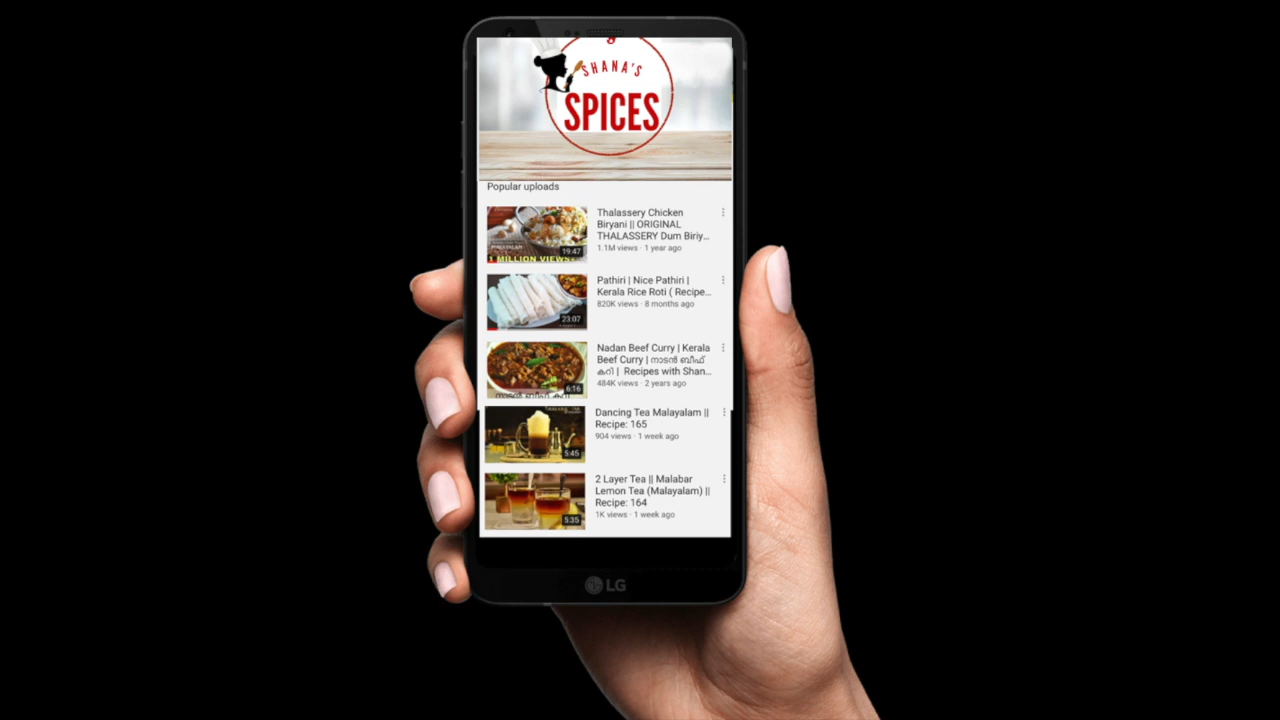 SHANA'S
SPICES
Popular uploads
Thalassery Chicken
Biryani || ORIGINAL
THALASSERY Dum Biriy...
1.1M views · 1 year ago
19:47
1 MILLION VIEWS
Pathiri | Nice Pathiri |
Kerala Rice Roti ( Recipe...
820K views · 8 months ago
23:07
Nadan Beef Curry | Kerala
Beef Curry | നാടൻ ബീഫ്
കറി | Recipes with Shan...
484K views · 2 years ago
6:16
നാടൻ ബീഫ് കറി
Dancing Tea Malayalam ||
Recipe: 165
904 views · 1 week ago
5:45
2 Layer Tea || Malabar
Lemon Tea (Malayalam) ||
Recipe: 164
1K views · 1 week ago
5:35
LG